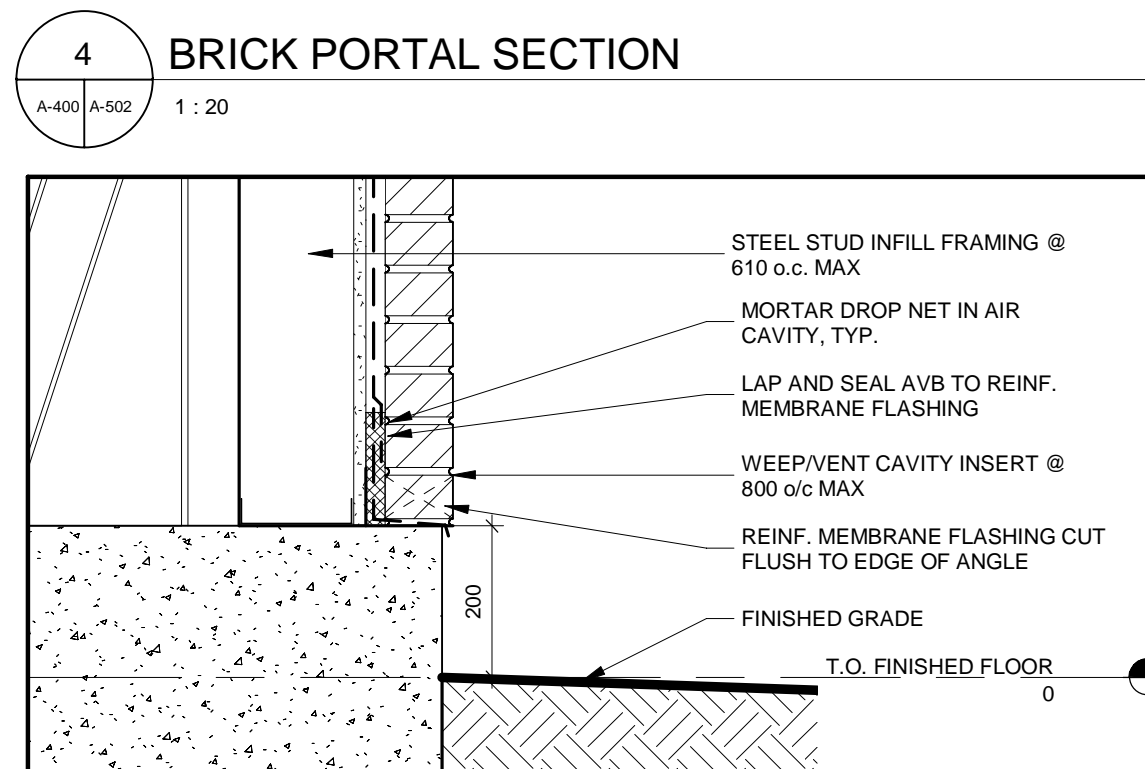 4
BRICK PORTAL SECTION
A-400 A-502
1 : 20
STEEL STUD INFILL FRAMING @
610 o.c. MAX
MORTAR DROP NET IN AIR
CAVITY, TYP.
LAP AND SEAL AVB TO REINF.
MEMBRANE FLASHING
WEEP/VENT CAVITY INSERT @
800 o/c MAX
REINF. MEMBRANE FLASHING CUT
FLUSH TO EDGE OF ANGLE
200
FINISHED GRADE
T.O. FINISHED FLOOR
0